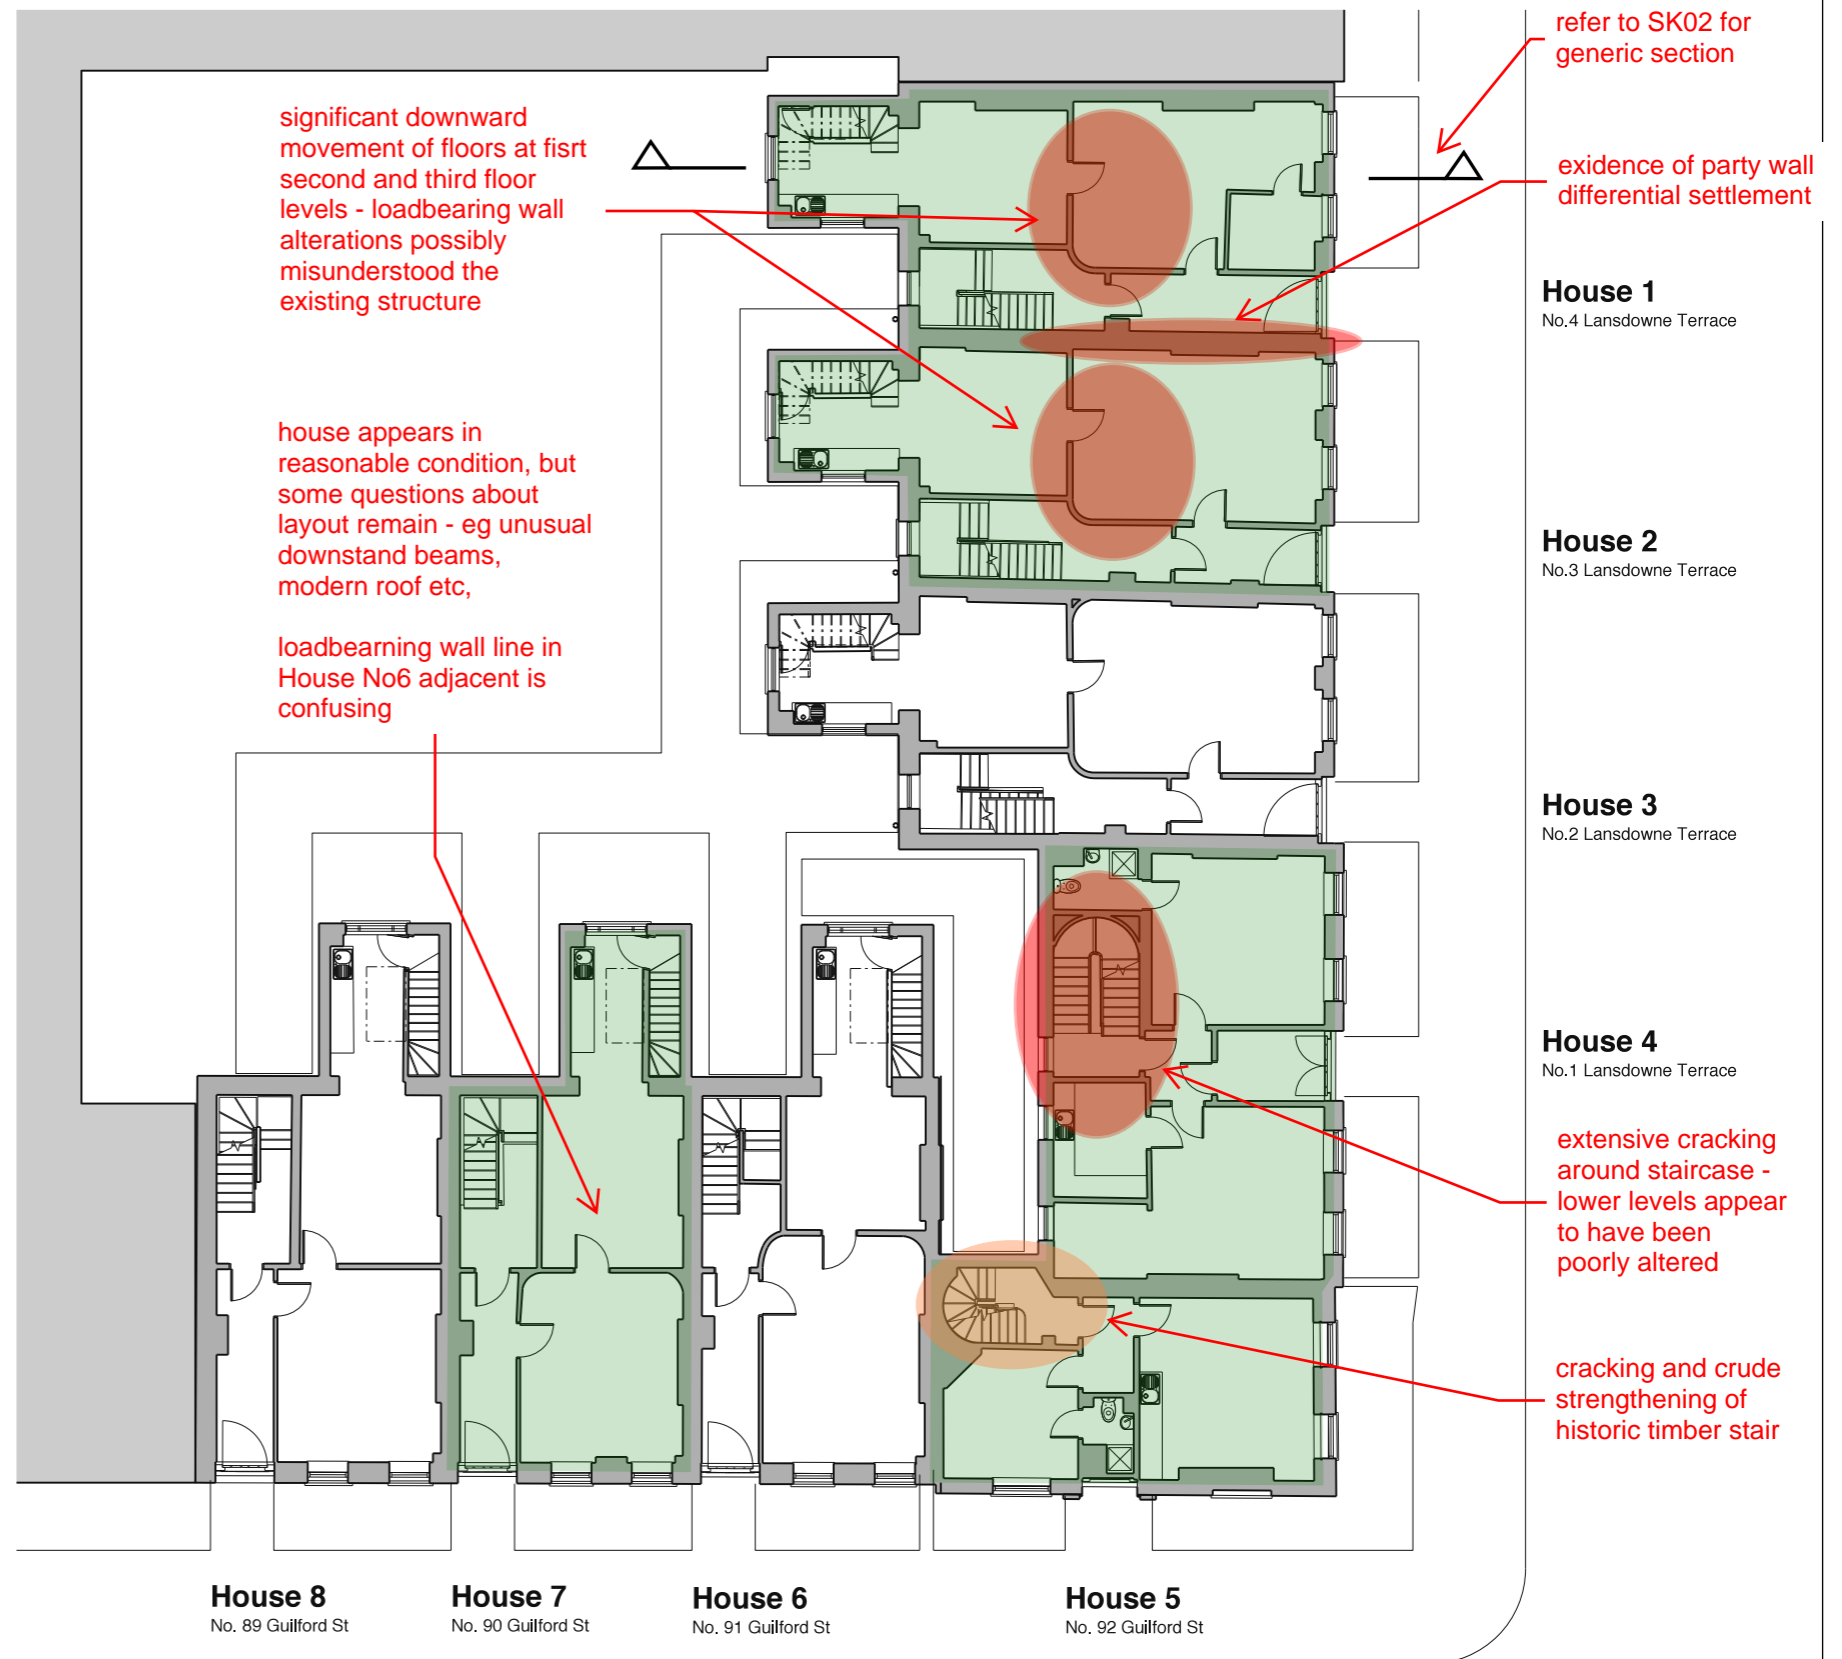 refer to SK02 for
generic section
significant downward
movement of floors at fisrt
second and third floor
levels - loadbearing wall
alterations possibly
misunderstood the
existing structure
exidence of party wall
differential settlement
House 1
No.4 Lansdowne Terrace
house appears in
reasonable condition, but
some questions about
layout remain - eg unusual
downstand beams,
modern roof etc,
loadbearning wall line in
House No6 adjacent is
confusing
House 2
No.3 Lansdowne Terrace
House 3
No.2 Lansdowne Terrace
House 4
No.1 Lansdowne Terrace
extensive cracking
around staircase -
lower levels appear
to have been
poorly altered
cracking and crude
strengthening of
historic timber stair
House 8
No. 89 Guilford St
House 7
No. 90 Guilford St
House 6
No. 91 Guilford St
House 5
No. 92 Guilford St